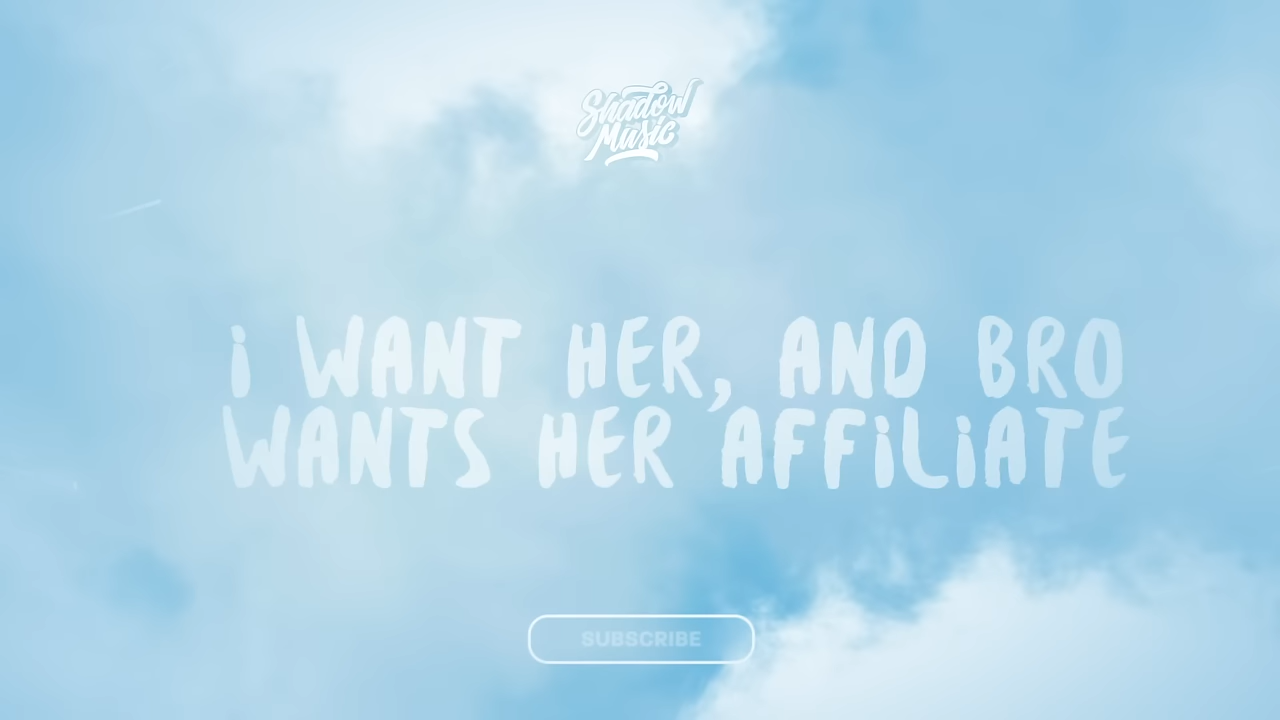 Shadow
Music
i WANT HER, AND BRO
WANTS HER AFFiLiATE
SUBSCRIBE